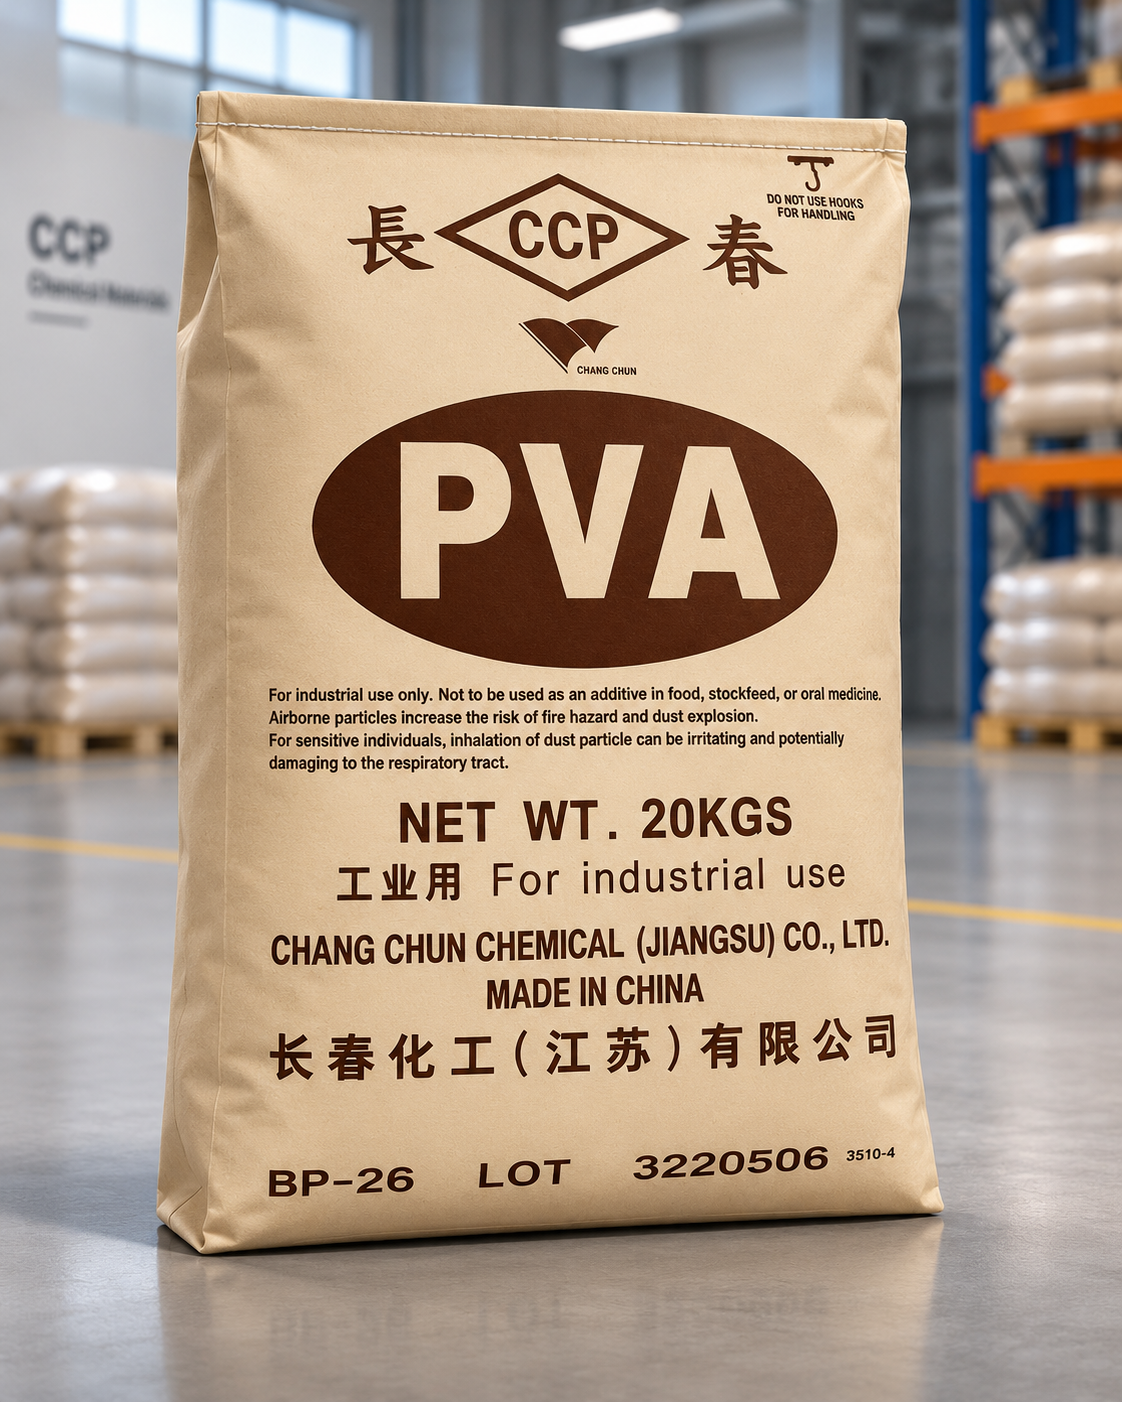 DO NOT USE HOOKS
FOR HANDLING
長 CCP 春
CHANG CHUN
PVA
CCP
Chemical Materials
For industrial use only. Not to be used as an additive in food, stockfeed, or oral medicine.
Airborne particles increase the risk of fire hazard and dust explosion.
For sensitive individuals, inhalation of dust particle can be irritating and potentially
damaging to the respiratory tract.
NET WT. 20KGS
工业用 For industrial use
CHANG CHUN CHEMICAL (JIANGSU) CO., LTD.
MADE IN CHINA
长春化工(江苏)有限公司
BP-26 LOT 3220506 3510-4